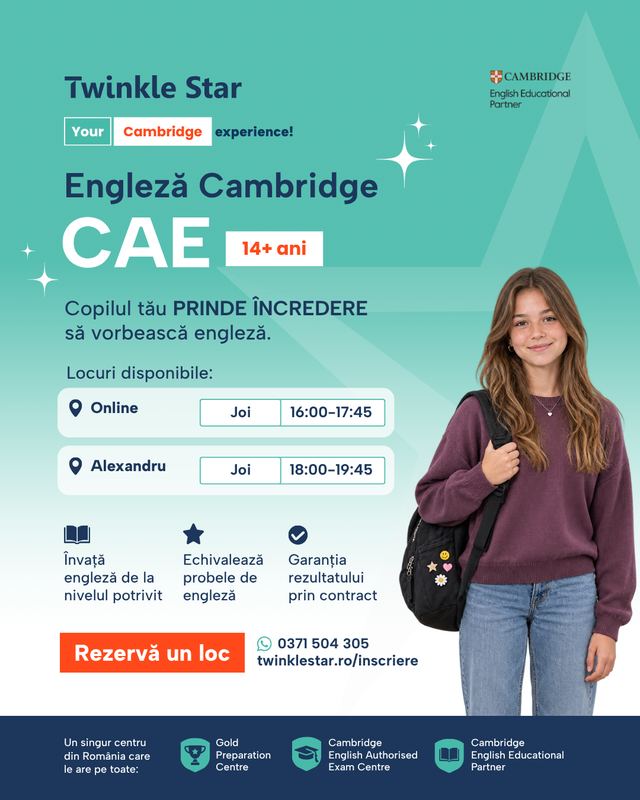 Twinkle Star
CAMBRIDGE
English Educational
Partner
Your Cambridge experience!
Engleză Cambridge
CAE 14+ ani
Copilul tău PRINDE ÎNCREDERE
să vorbească engleză.
Locuri disponibile:
Online Joi 16:00-17:45
Alexandru Joi 18:00-19:45
Învață
engleză de la
nivelul potrivit
Echivalează
probele de
engleză
Garanția
rezultatului
prin contract
Rezervă un loc
0371 504 305
twinklestar.ro/inscriere
Un singur centru
din România care
le are pe toate:
Gold
Preparation
Centre
Cambridge
English Authorised
Exam Centre
Cambridge
English Educational
Partner